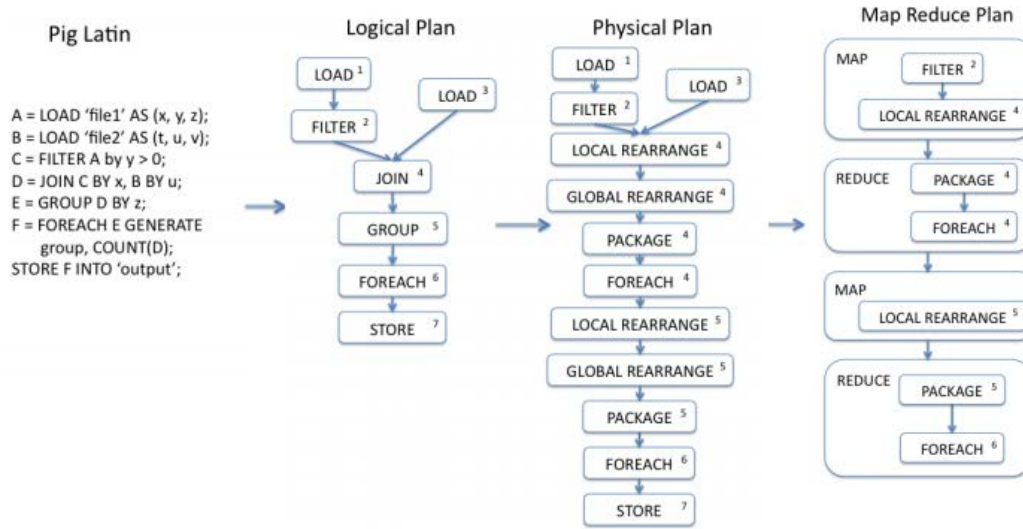 Pig Latin
A = LOAD ‘file1’ AS (x, y, z);
B = LOAD ‘file2’ AS (t, u, v);
C = FILTER A by y > 0;
D = JOIN C BY x, B BY u;
E = GROUP D BY z;
F = FOREACH E GENERATE
group, COUNT(D);
STORE F INTO ‘output’;
Logical Plan
LOAD 1
LOAD 3
FILTER 2
JOIN 4
GROUP 5
FOREACH 6
STORE 7
Physical Plan
LOAD 1
LOAD 3
FILTER 2
LOCAL REARRANGE 4
GLOBAL REARRANGE 4
PACKAGE 4
FOREACH 4
LOCAL REARRANGE 5
GLOBAL REARRANGE 5
PACKAGE 5
FOREACH 6
STORE 7
Map Reduce Plan
MAP
FILTER 2
LOCAL REARRANGE 4
REDUCE
PACKAGE 4
FOREACH 4
MAP
LOCAL REARRANGE 5
REDUCE
PACKAGE 5
FOREACH 6